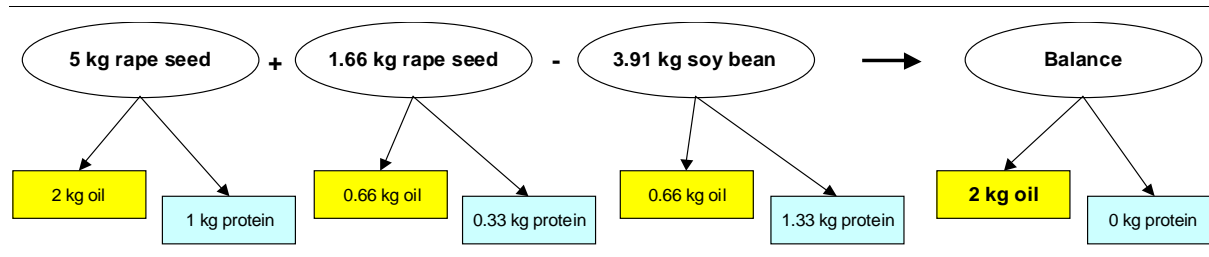 5 kg rape seed + 1.66 kg rape seed - 3.91 kg soy bean Balance
2 kg oil 0.66 kg oil 0.66 kg oil 2 kg oil
1 kg protein 0.33 kg protein 1.33 kg protein 0 kg protein